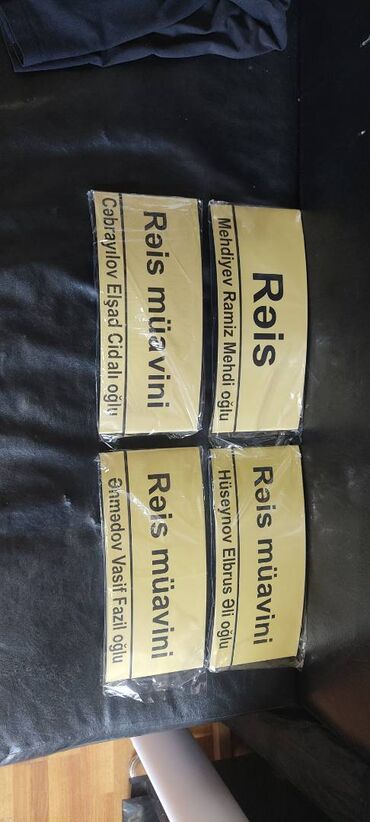 Rəis
Mehdiyev Ramiz Mehdi oğlu
Rəis müavini
Hüseynov Elbrus Əli oğlu
Rəis müavini
Cəbrayılov Elşad Cidalı oğlu
Rəis müavini
Əhmədov Vasif Fazil oğlu